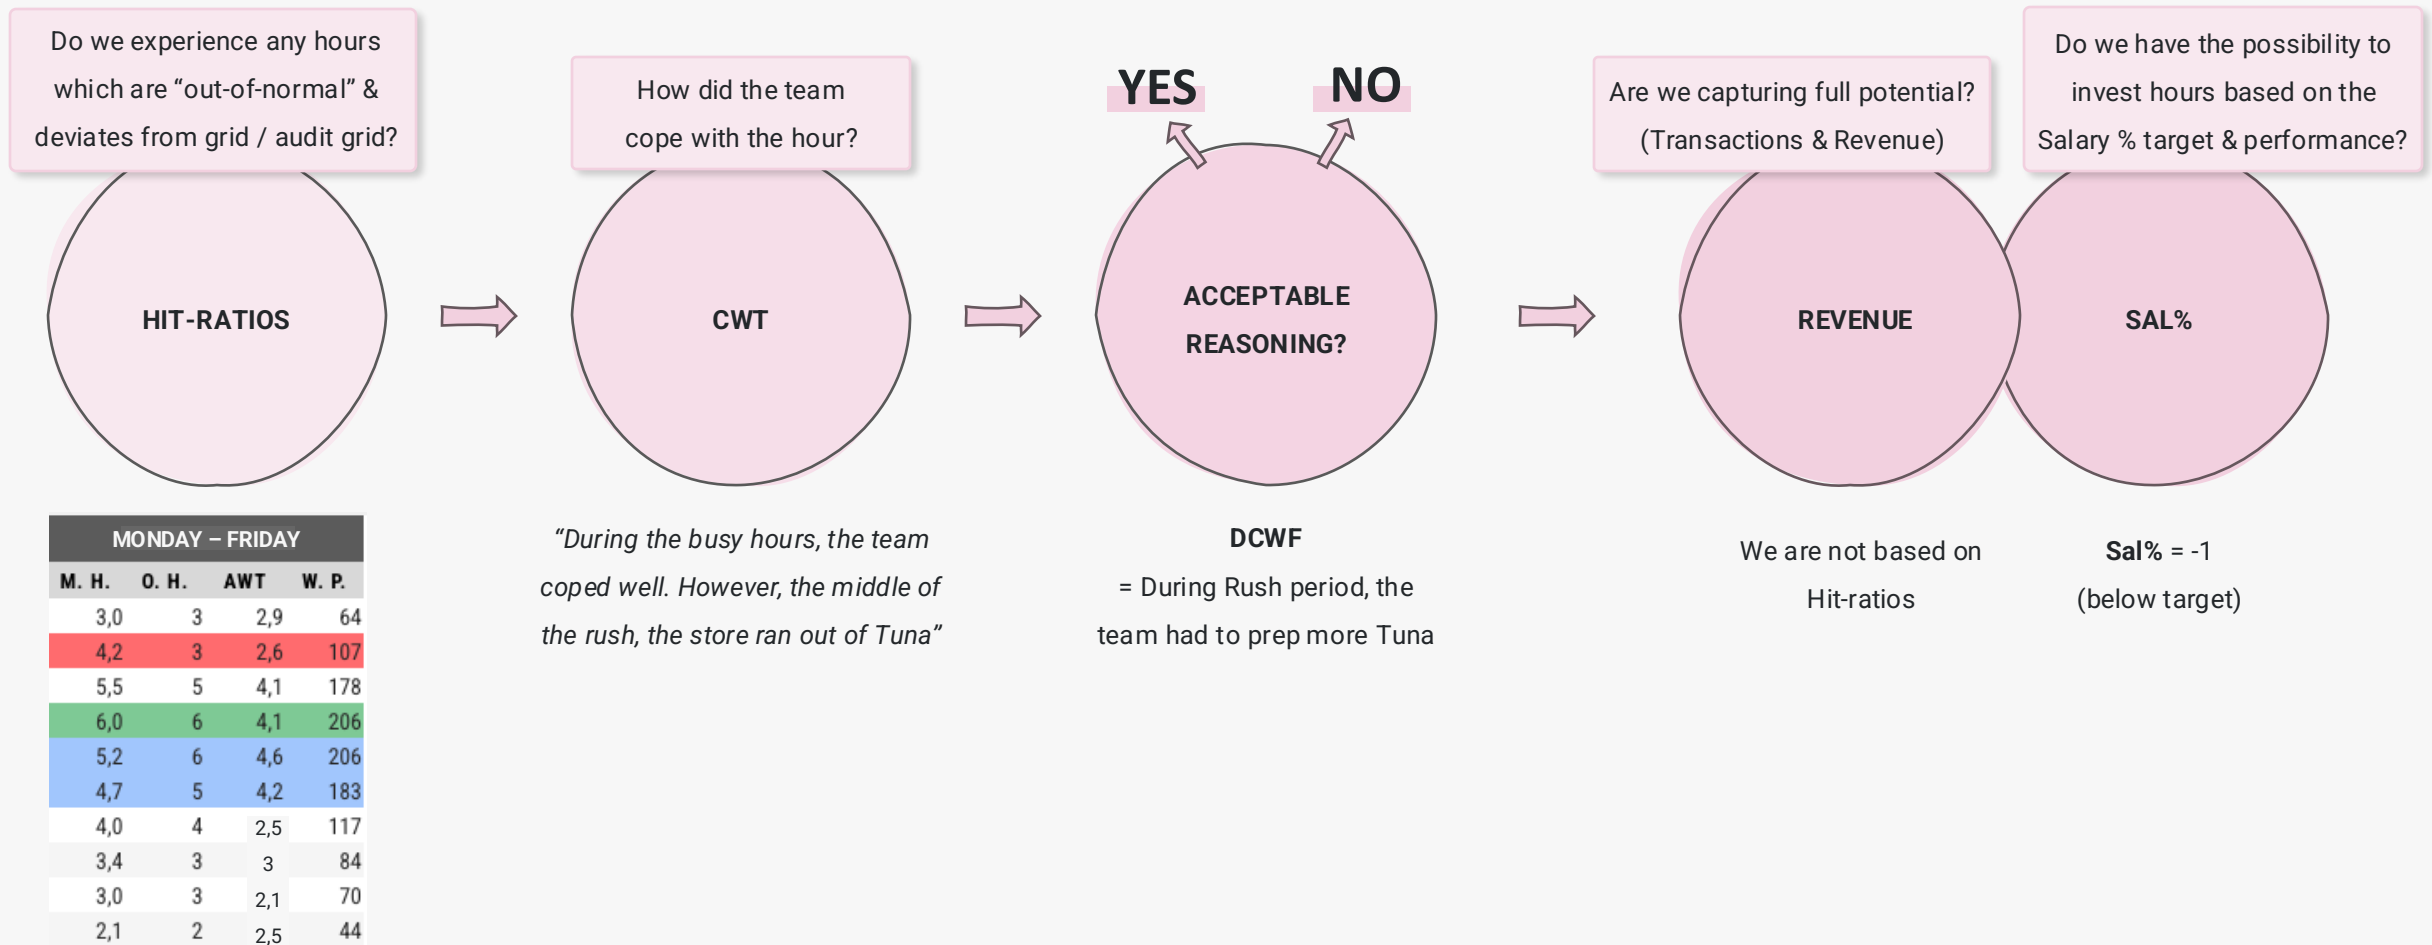 Do we experience any hours
which are “out-of-normal” &
deviates from grid / audit grid?
HIT-RATIOS
MONDAY – FRIDAY
M. H. O. H. AWT W. P.
3,0 3 2,9 64
4,2 3 2,6 107
5,5 5 4,1 178
6,0 6 4,1 206
5,2 6 4,6 206
4,7 5 4,2 183
4,0 4 2,5 117
3,4 3 3 84
3,0 3 2,1 70
2,1 2 2,5 44
How did the team
cope with the hour?
CWT
“During the busy hours, the team
coped well. However, the middle of
the rush, the store ran out of Tuna”
YES NO
ACCEPTABLE
REASONING?
DCWF
= During Rush period, the
team had to prep more Tuna
Are we capturing full potential?
(Transactions & Revenue)
REVENUE
We are not based on
Hit-ratios
Do we have the possibility to
invest hours based on the
Salary % target & performance?
SAL%
Sal% = -1
(below target)